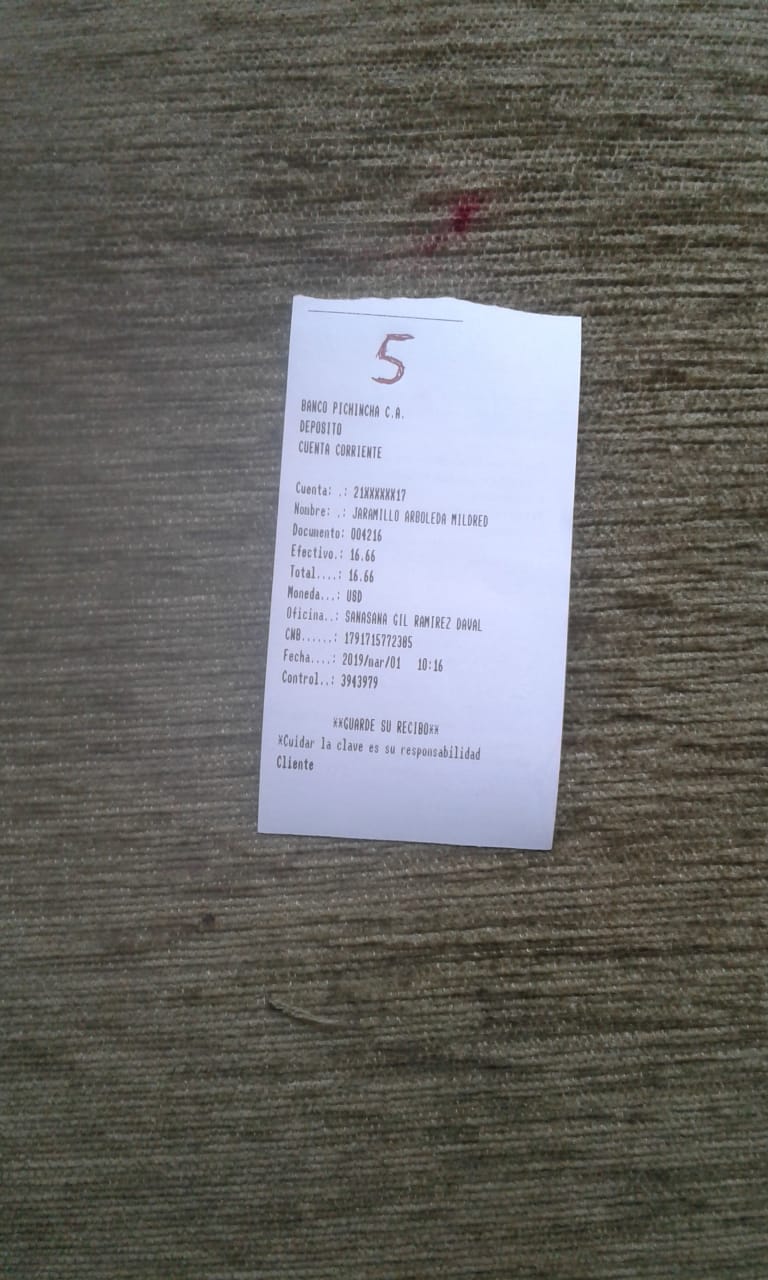 5
BANCO PICHINCHA C.A.
DEPOSITO
CUENTA CORRIENTE
Cuenta: .: 21XXXXXX17
Nombre: .: JARAMILLO ARBOLEDA MILDRED
Documento: 004216
Efectivo.: 16.66
Total....: 16.66
Moneda...: USD
Oficina..: SANASANA GIL RAMIREZ DAVAL
CNB......: 1791715772385
Fecha....: 2019/mar/01 10:16
Control..: 3943979
**GUARDE SU RECIBO**
*Cuidar la clave es su responsabilidad
Cliente